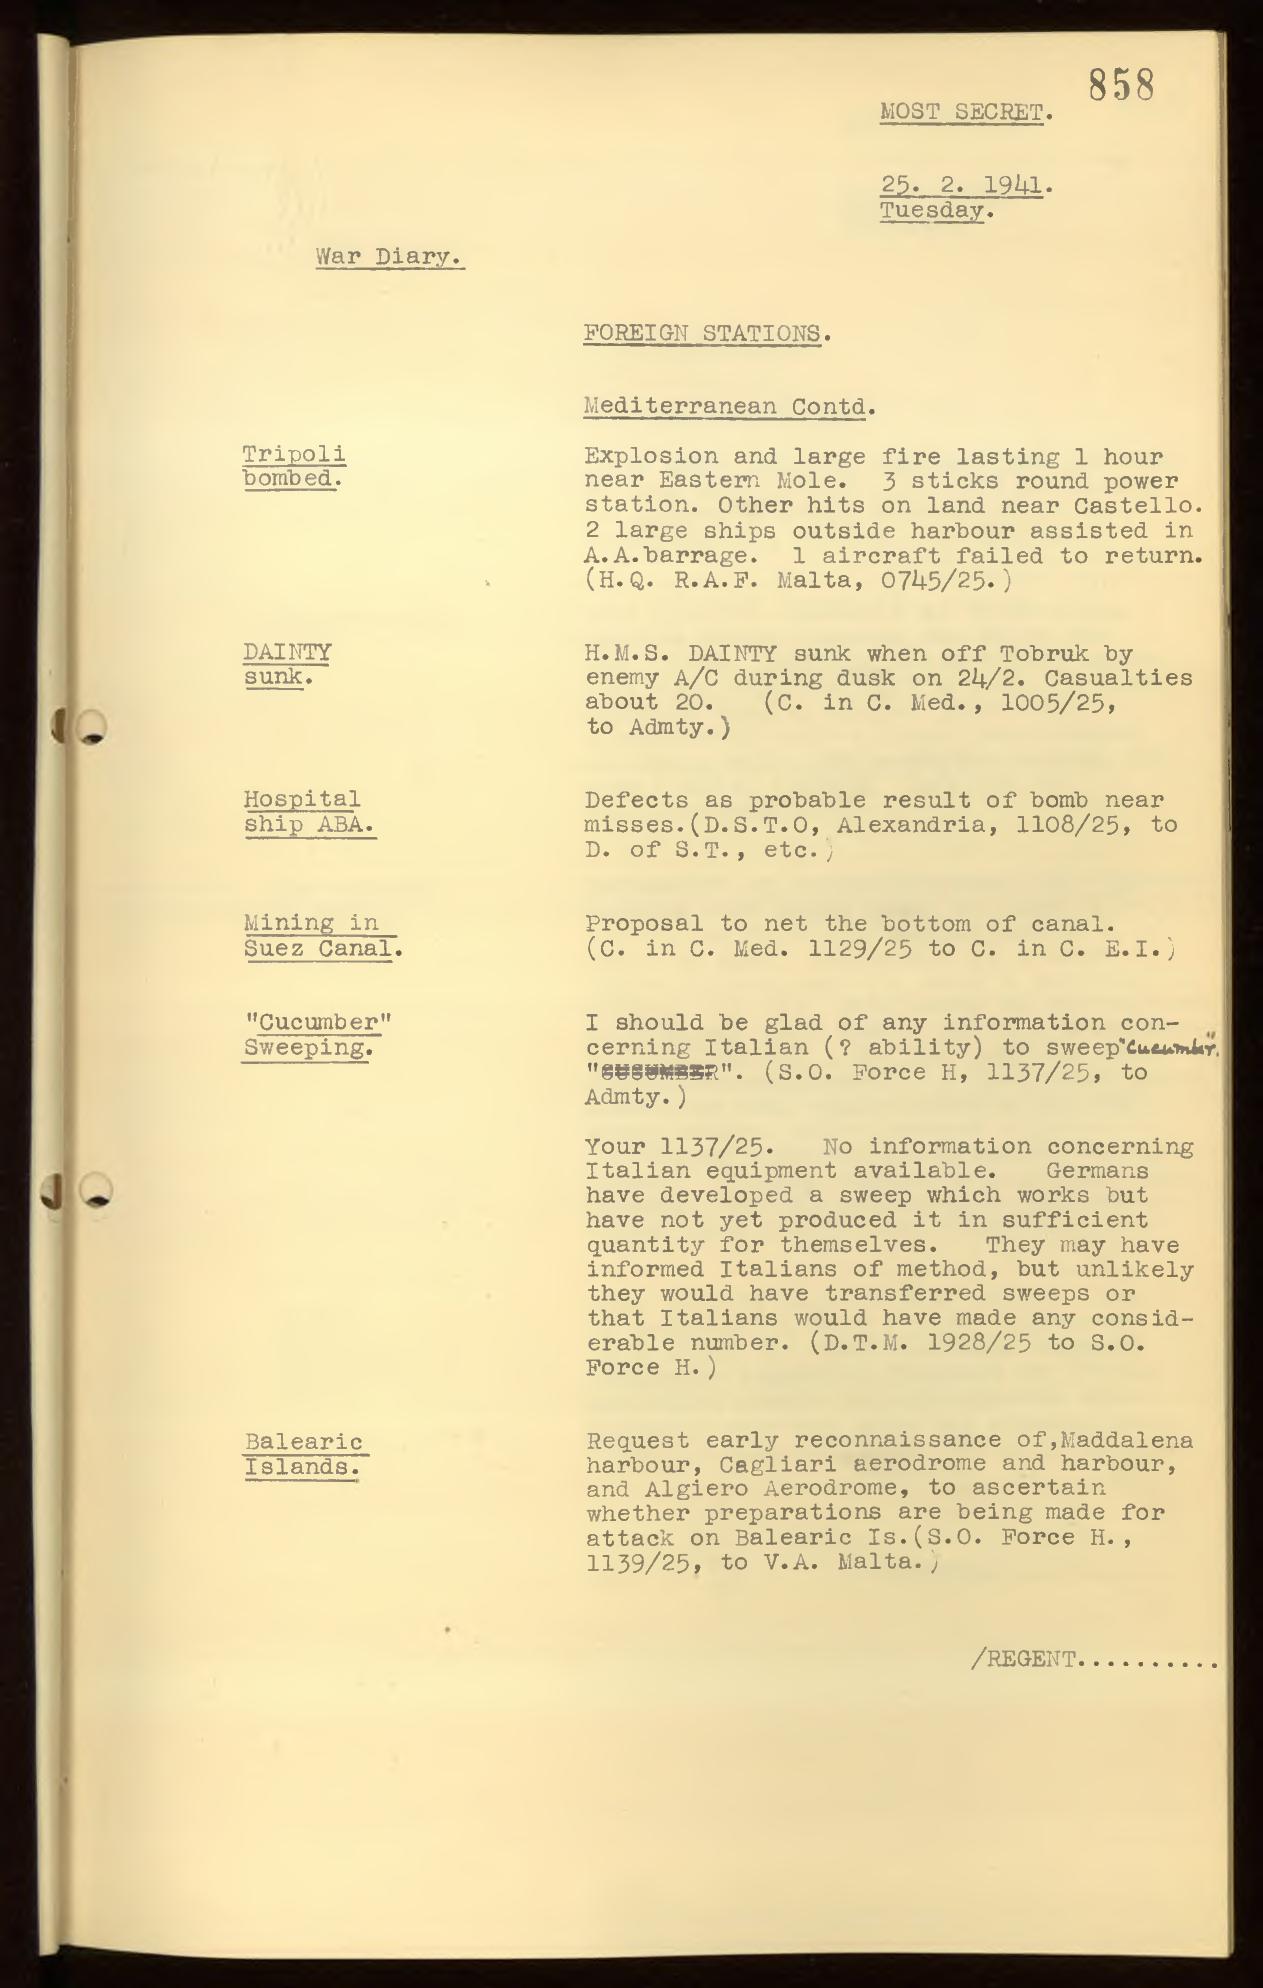 858
MOST SECRET.
25. 2. 1941.
Tuesday.
War Diary.
FOREIGN STATIONS.
Mediterranean Contd.
Tripoli
bombed.
Explosion and large fire lasting 1 hour
near Eastern Mole. 3 sticks round power
station. Other hits on land near Castello.
2 large ships outside harbour assisted in
A.A.barrage. 1 aircraft failed to return.
(H.Q. R.A.F. Malta, 0745/25.)
DAINTY
sunk.
H.M.S. DAINTY sunk when off Tobruk by
enemy A/C during dusk on 24/2. Casualties
about 20. (C. in C. Med., 1005/25,
to Admty.)
Hospital
ship ABA.
Defects as probable result of bomb near
misses.(D.S.T.O, Alexandria, 1108/25, to
D. of S.T., etc.)
Mining in
Suez Canal.
Proposal to net the bottom of canal.
(C. in C. Med. 1129/25 to C. in C. E.I.)
"Cucumber"
Sweeping.
I should be glad of any information con-
cerning Italian (? ability) to sweep "Cucumber".
"CUCUMBER". (S.O. Force H, 1137/25, to
Admty.)
Your 1137/25. No information concerning
Italian equipment available. Germans
have developed a sweep which works but
have not yet produced it in sufficient
quantity for themselves. They may have
informed Italians of method, but unlikely
they would have transferred sweeps or
that Italians would have made any consid-
erable number. (D.T.M. 1928/25 to S.O.
Force H.)
Balearic
Islands.
Request early reconnaissance of,Maddalena
harbour, Cagliari aerodrome and harbour,
and Algiero Aerodrome, to ascertain
whether preparations are being made for
attack on Balearic Is.(S.O. Force H.,
1139/25, to V.A. Malta.)
/REGENT..........